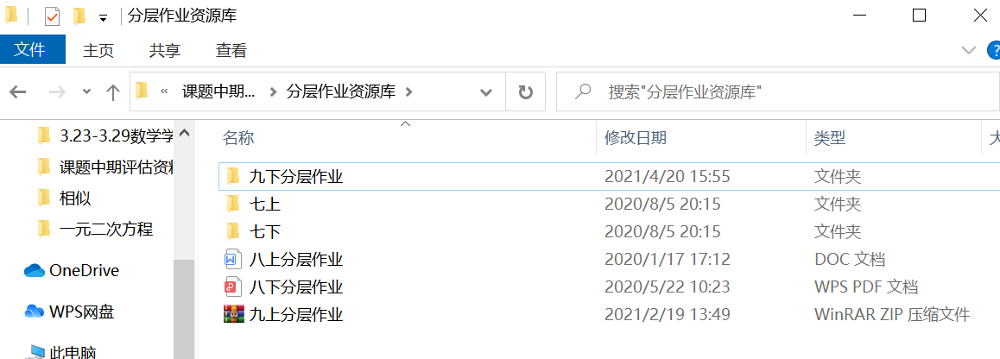 分层作业资源库
文件 主页 共享 查看
« 课题中期... 分层作业资源库 搜索"分层作业资源库"
3.23-3.29数学学
课题中期评估资料
相似
一元二次方程
OneDrive
WPS网盘
此电脑
名称 修改日期 类型 大
九下分层作业 2021/4/20 15:55 文件夹
七上 2020/8/5 20:15 文件夹
七下 2020/8/5 20:15 文件夹
八上分层作业 2020/1/17 17:12 DOC 文档
八下分层作业 2020/5/22 10:23 WPS PDF 文档
九上分层作业 2021/2/19 13:49 WinRAR ZIP 压缩文件